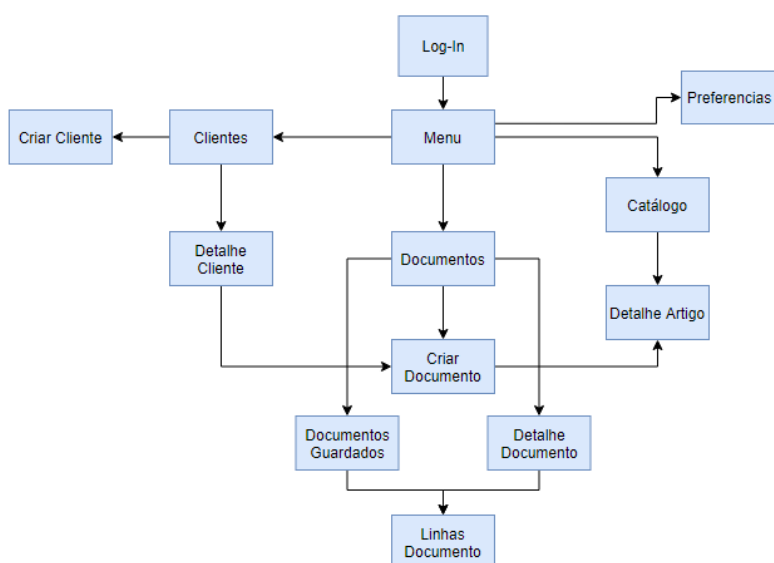 Log-In
Preferencias
Criar Cliente
Clientes
Menu
Catálogo
Detalhe
Cliente
Documentos
Detalhe Artigo
Criar
Documento
Documentos
Guardados
Detalhe
Documento
Linhas
Documento